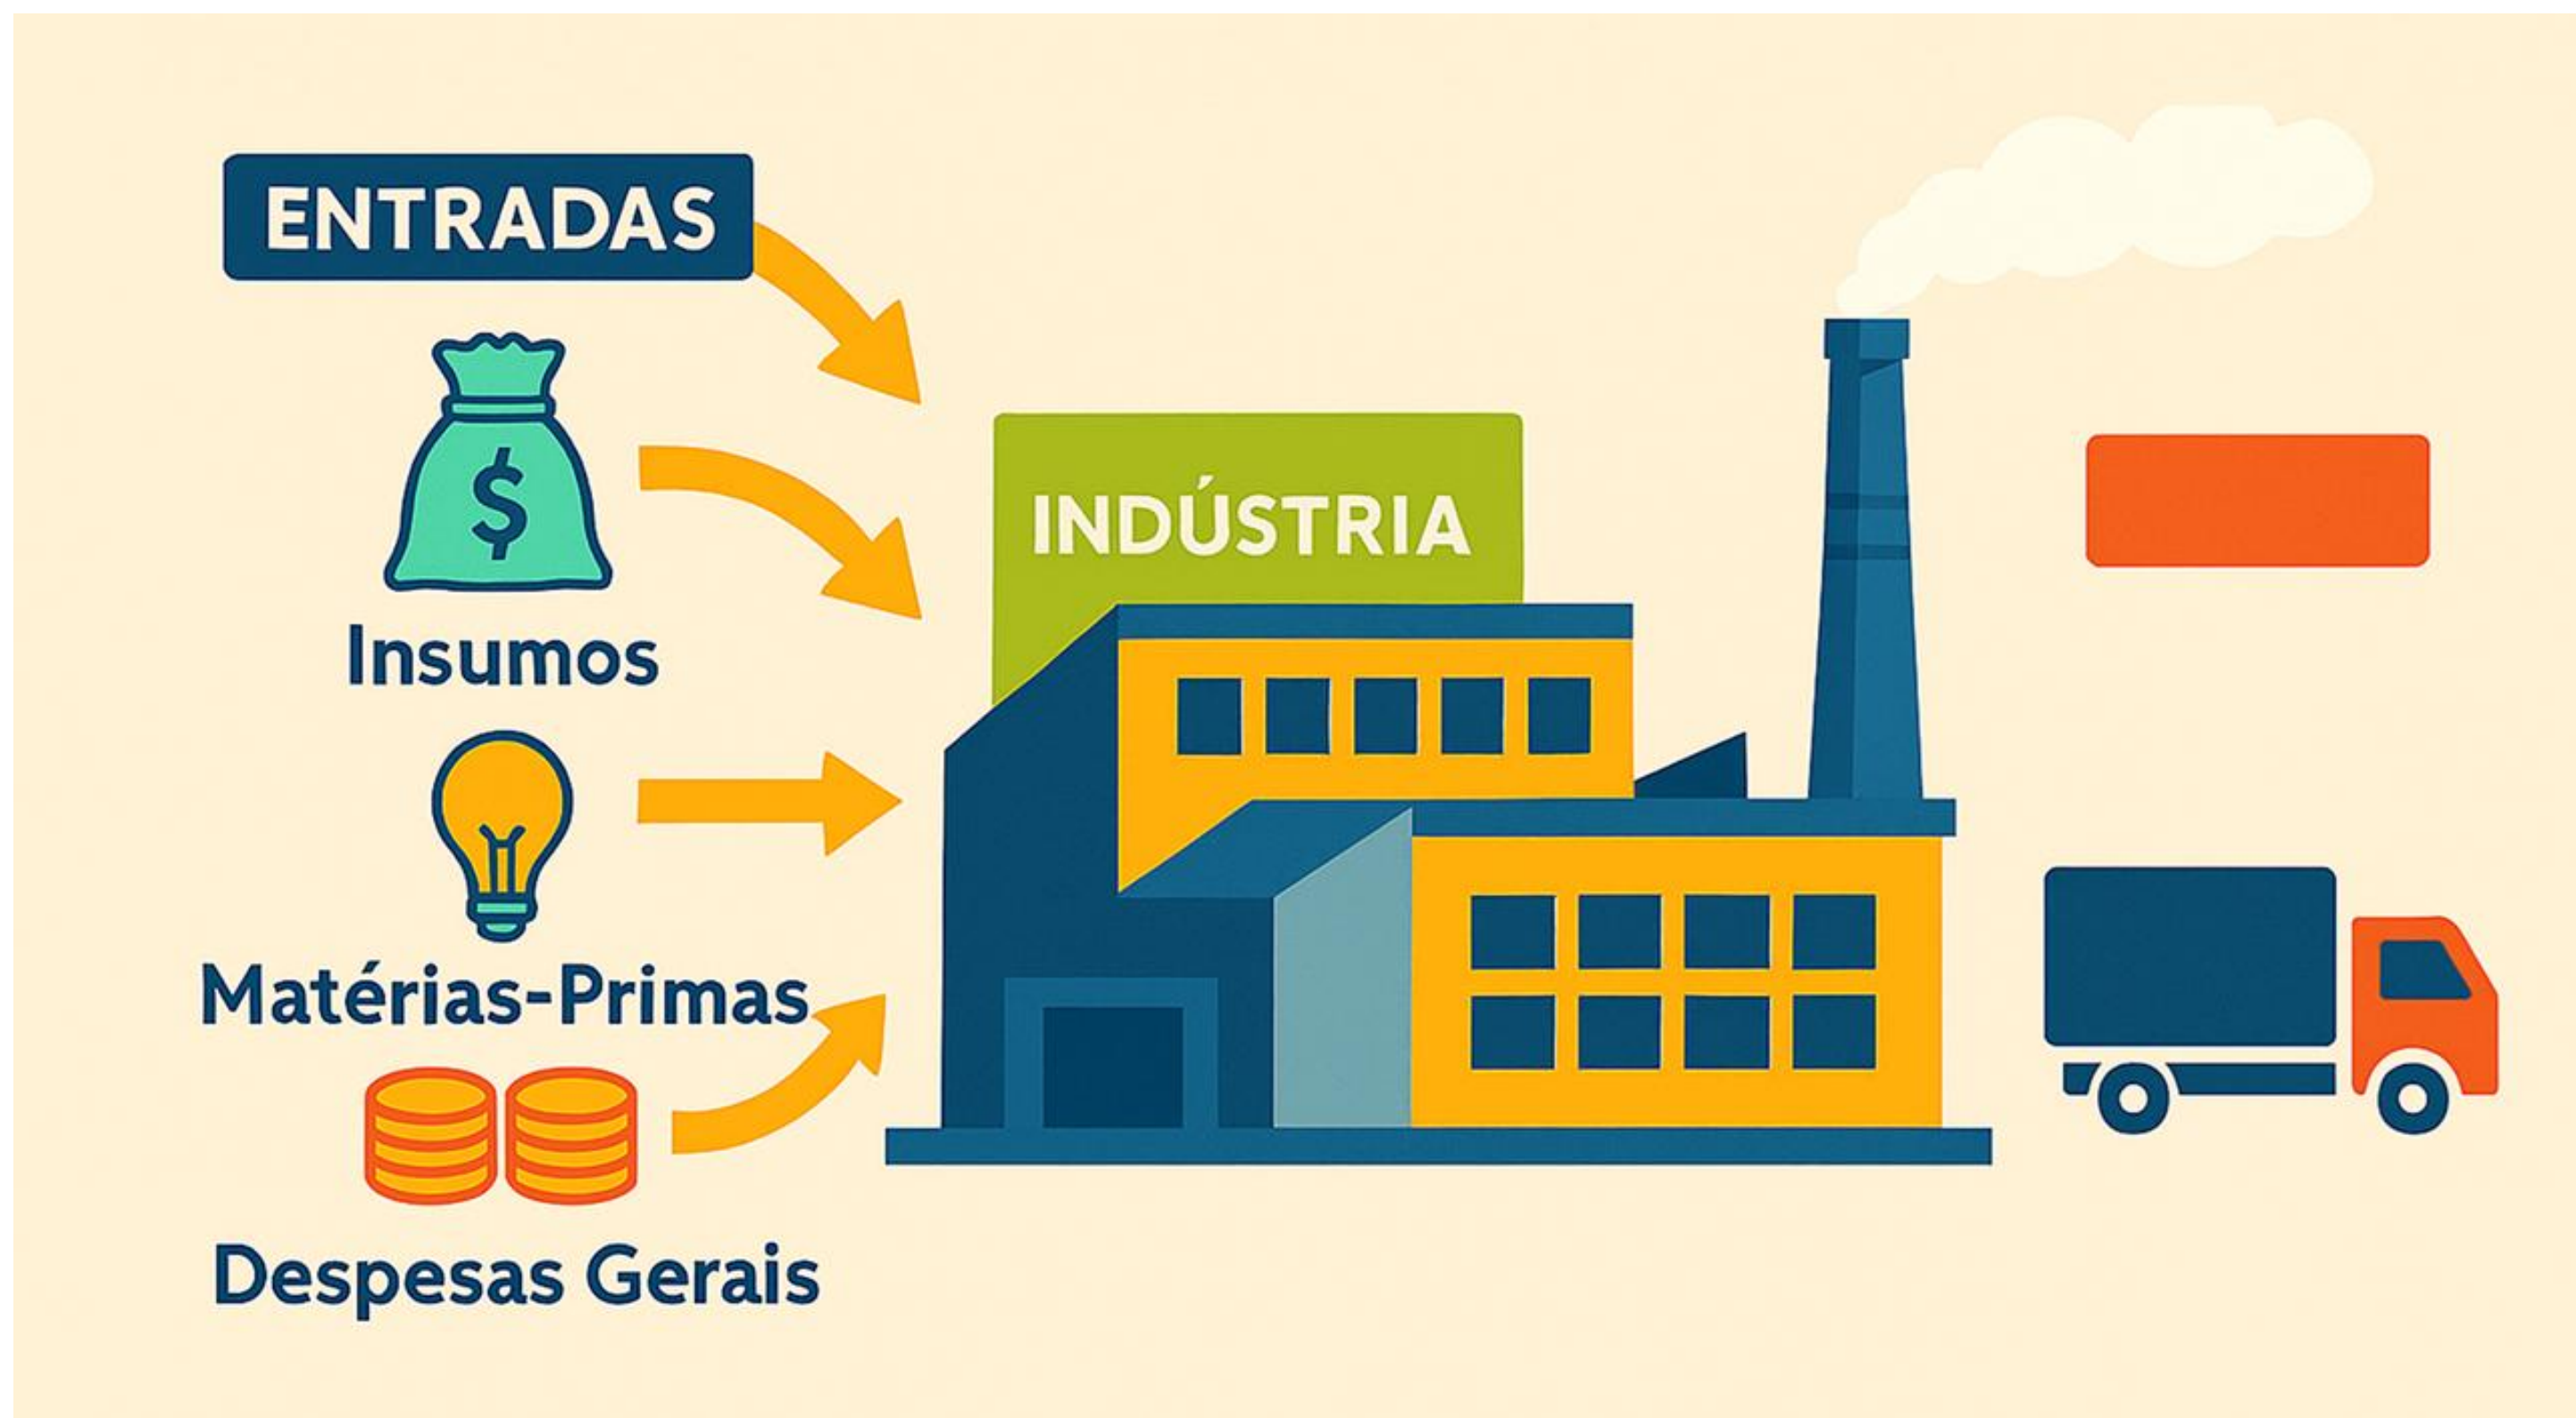 ENTRADAS
$
Insumos
Matérias-Primas
Despesas Gerais
INDÚSTRIA